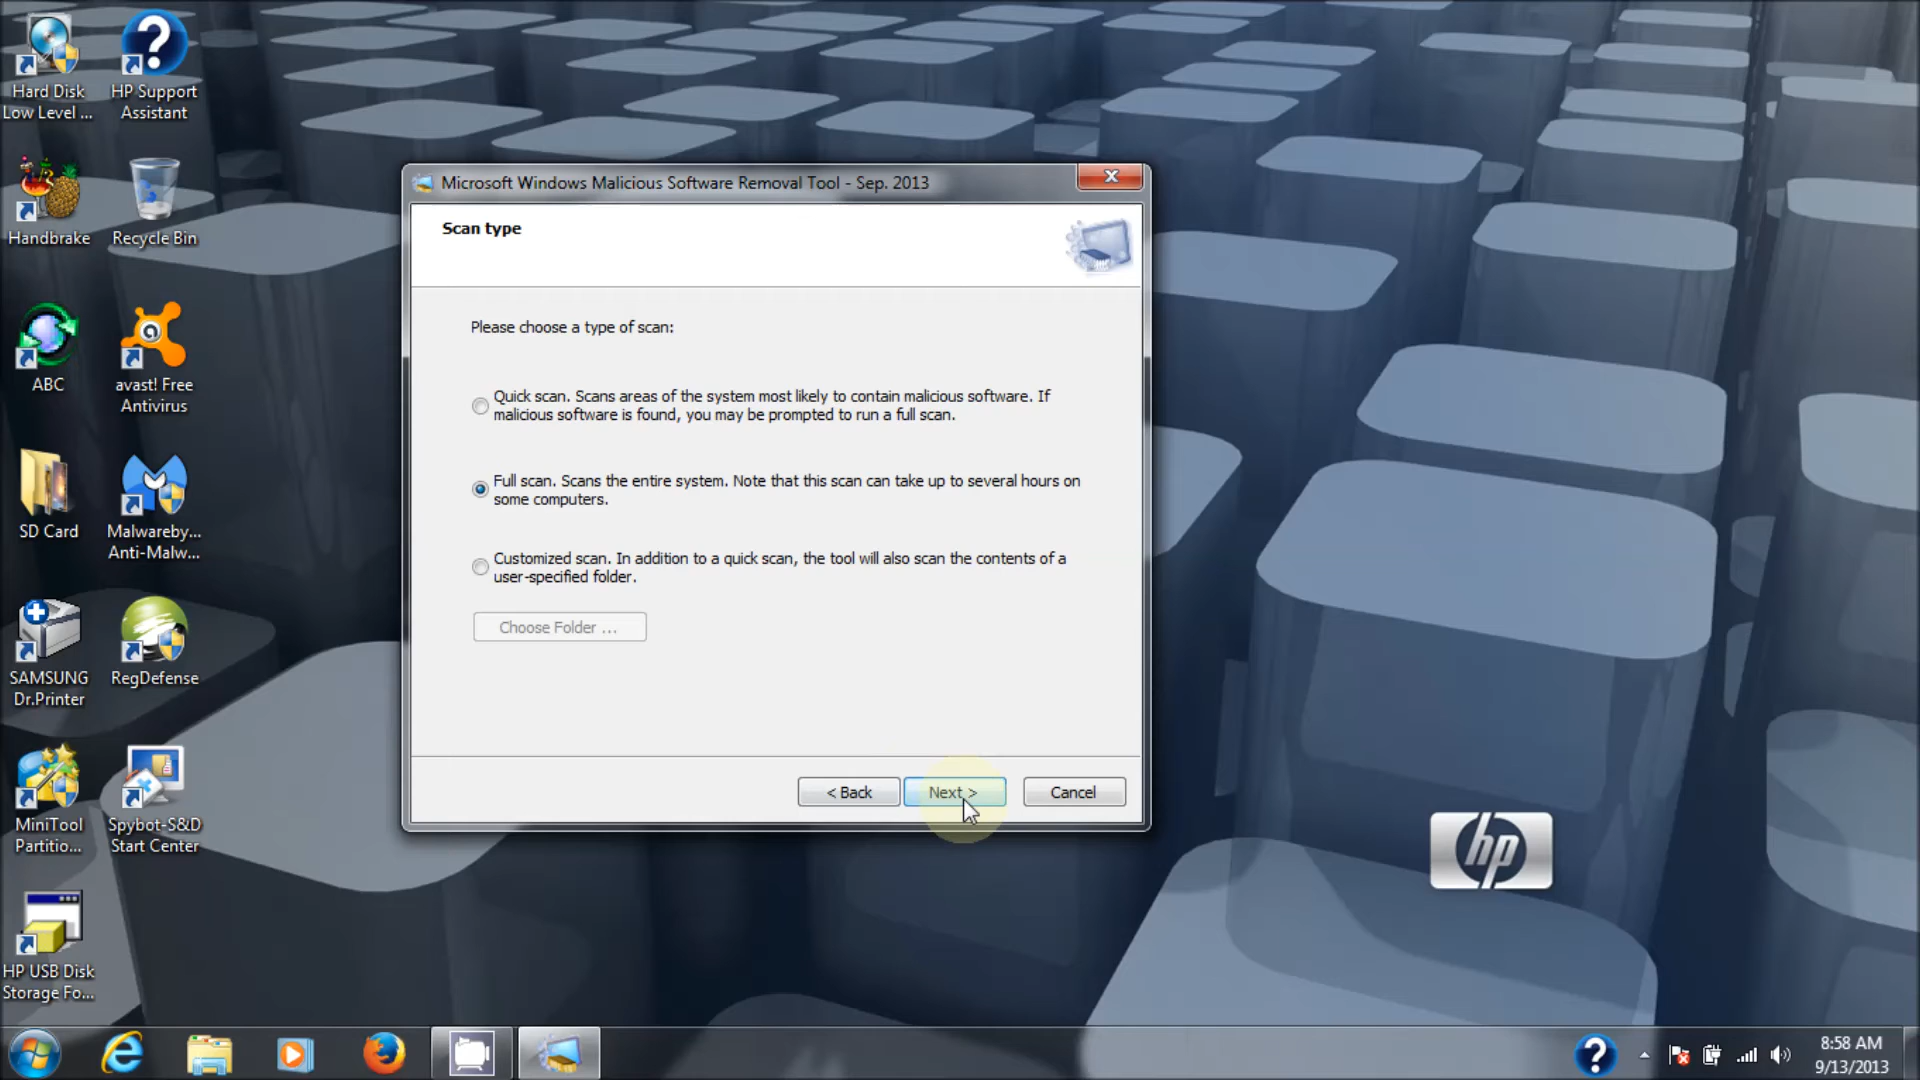 Hard Disk
Low Level ...
HP Support
Assistant
Handbrake
Recycle Bin
ABC
avast! Free
Antivirus
SD Card
Malwareby...
Anti-Malw...
SAMSUNG
Dr.Printer
RegDefense
MiniTool
Partitio...
Spybot-S&D
Start Center
HP USB Disk
Storage Fo...
Microsoft Windows Malicious Software Removal Tool - Sep. 2013
Scan type
Please choose a type of scan:
Quick scan. Scans areas of the system most likely to contain malicious software. If
malicious software is found, you may be prompted to run a full scan.
Full scan. Scans the entire system. Note that this scan can take up to several hours on
some computers.
Customized scan. In addition to a quick scan, the tool will also scan the contents of a
user-specified folder.
Choose Folder ...
< Back
Next >
Cancel
hp
8:58 AM
9/13/2013